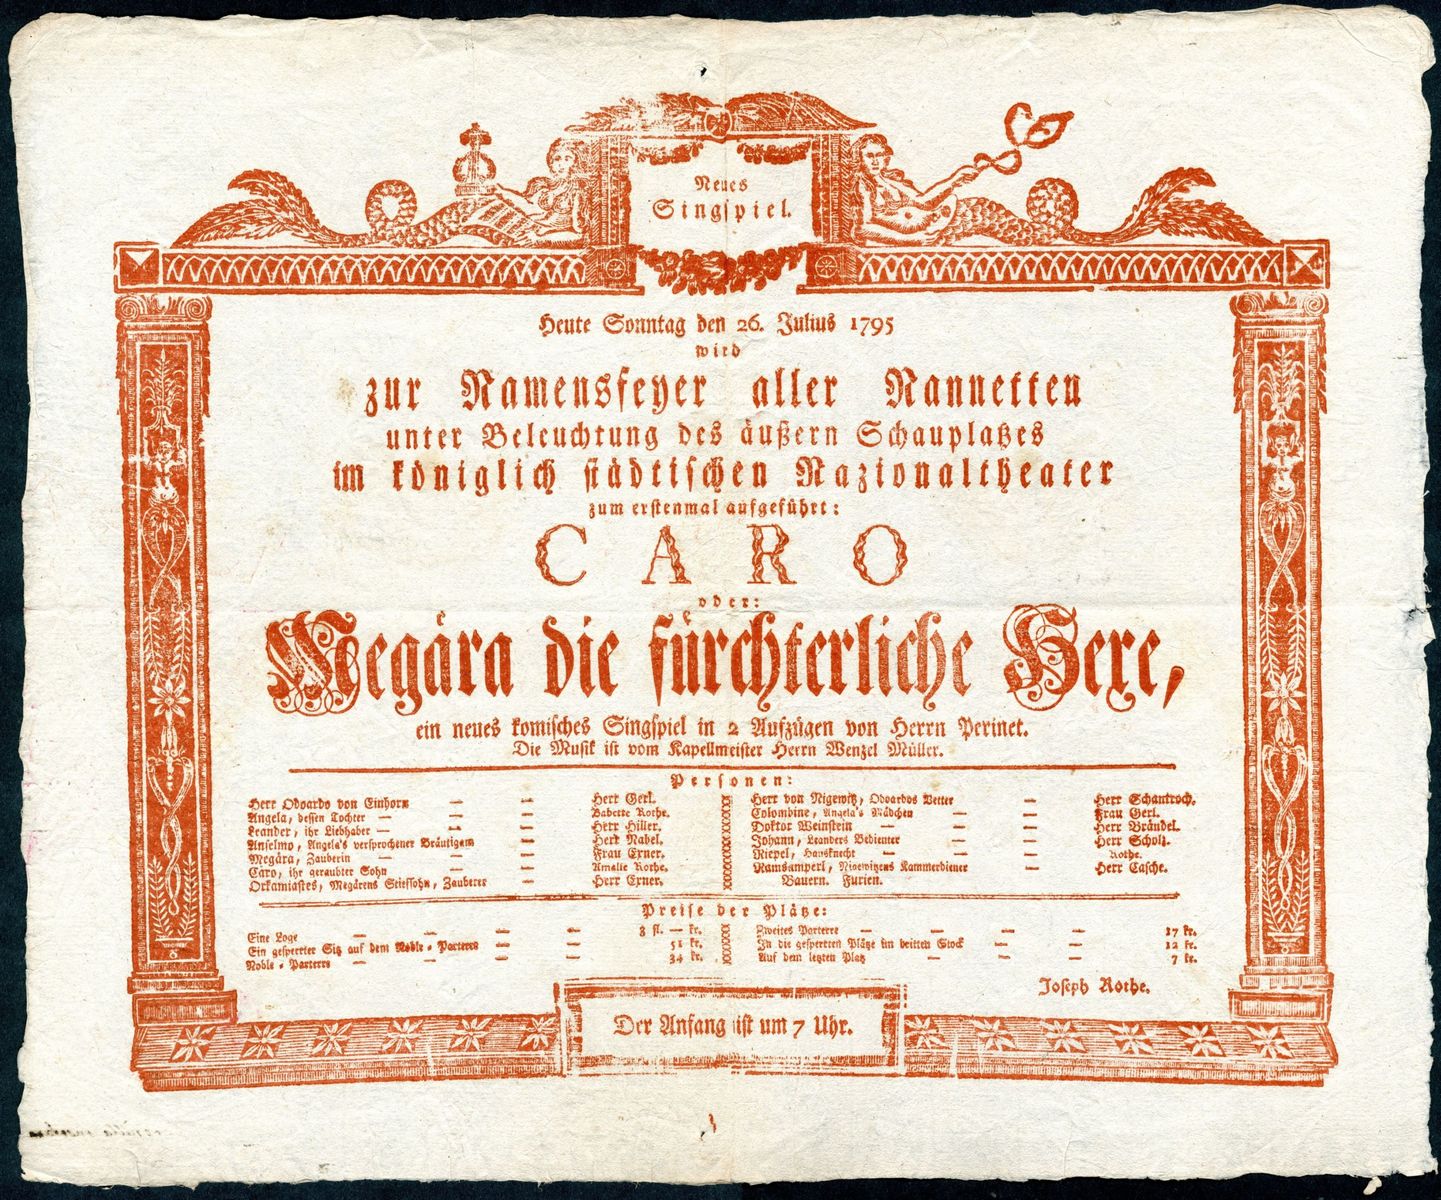 Neues
Singspiel.
Heute Sonntag den 26. Julius 1795
wird
zur Namensfeyer aller Nannetten
unter Beleuchtung des äußern Schauplatzes
im königlich städtischen Nazionaltheater
zum erstenmal aufgeführt:
CARO
oder:
Megära die fürchterliche Hexe,
ein neues komisches Singspiel in 2 Aufzügen von Herrn Perinet.
Die Musik ist vom Kapellmeister Herrn Wenzel Müller.
Personen:
Herr Odoardo von Einhorn — — Herr Gerl.
Angela, dessen Tochter — — Babette Rothe.
Leander, ihr Liebhaber — — Herr Hiller.
Anselmo, Angela's versprochener Bräutigam — Herr Nabel.
Megära, Zauberin — — Frau Exner.
Caro, ihr geraubter Sohn — — Amalie Rothe.
Orkamiastes, Megärens Stiefsohn, Zauberer — Herr Exner.
Herr von Nigewitz, Odoardos Vetter — Herr Schantroch.
Colombine, Angela's Mädchen — — Frau Gerl.
Doktor Weinstein — — Herr Brändel.
Johann, Leanders Bedienter — Herr Scholz.
Riepel, Hausknecht — — — Rothe.
Ramsamperl, Nigewitzens Kammerdiener — Herr Casche.
Bauern. Furien.
Preise der Plätze:
Eine Loge — — — 3 fl. — kr.
Ein gesperrter Sitz auf dem Noble-Parterre — — 51 kr.
Noble-Parterre — — — 34 kr.
Zweites Parterre — — — 17 kr.
In die gesperrten Plätze im dritten Stock — — 12 kr.
Auf dem letzten Platz — — — 7 kr.
Joseph Rothe.
Der Anfang ist um 7 Uhr.